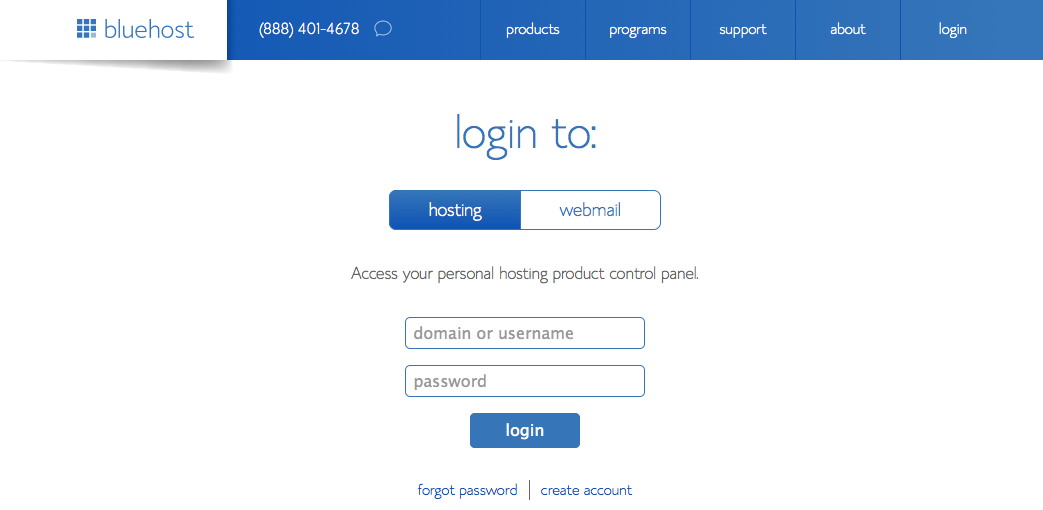 bluehost (888) 401-4678 products programs support about login
login to:
hosting webmail
Access your personal hosting product control panel.
domain or username
password
login
forgot password create account